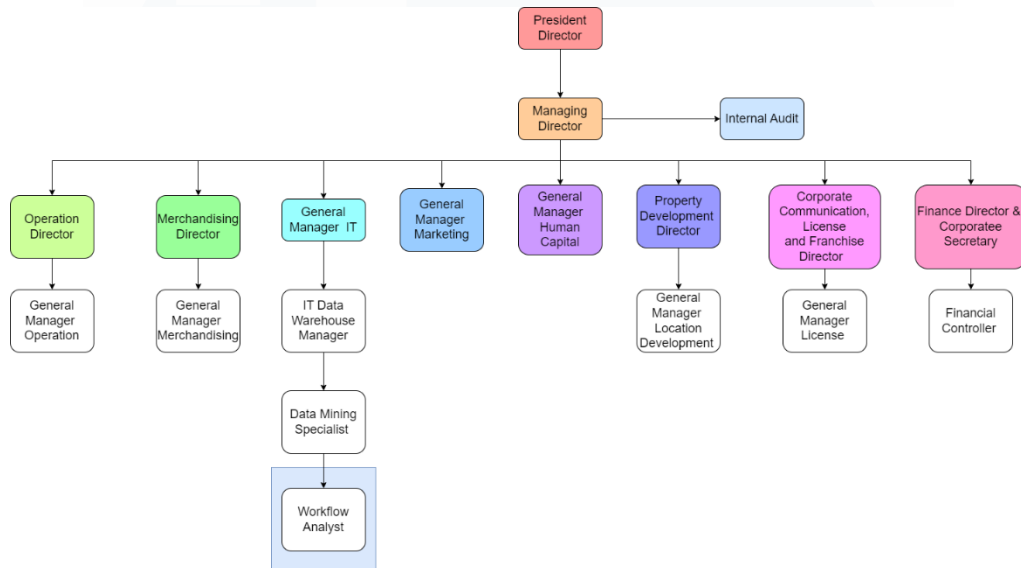 President
Director
Managing
Director
Internal Audit
Operation
Director
Merchandising
Director
General
Manager IT
General
Manager
Marketing
General
Manager
Human
Capital
Property
Development
Director
Corporate
Communication,
License
and Franchise
Director
Finance Director &
Corporatee
Secretary
General
Manager
Operation
General
Manager
Merchandising
IT Data
Warehouse
Manager
General
Manager
Location
Development
General
Manager
License
Financial
Controller
Data Mining
Specialist
Workflow
Analyst